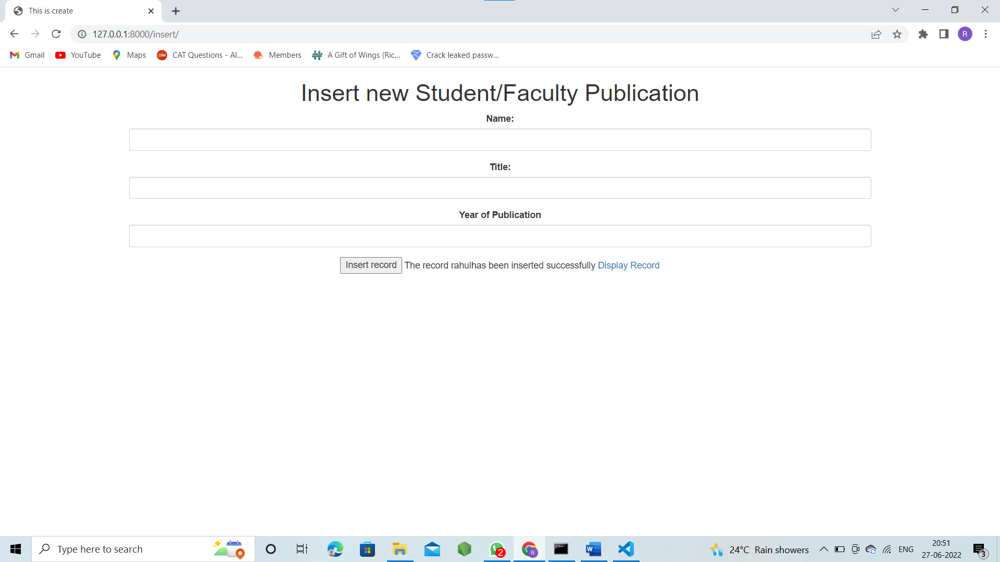 This is create
127.0.0.1:8000/insert/
R
Gmail YouTube Maps 2IIM CAT Questions - Al... Members A Gift of Wings (Ric... Crack leaked passw...
Insert new Student/Faculty Publication
Name:
Title:
Year of Publication
Insert record The record rahulhas been inserted successfully Display Record
Type here to search 2 R W 24°C Rain showers ENG 20:51
27-06-2022 3